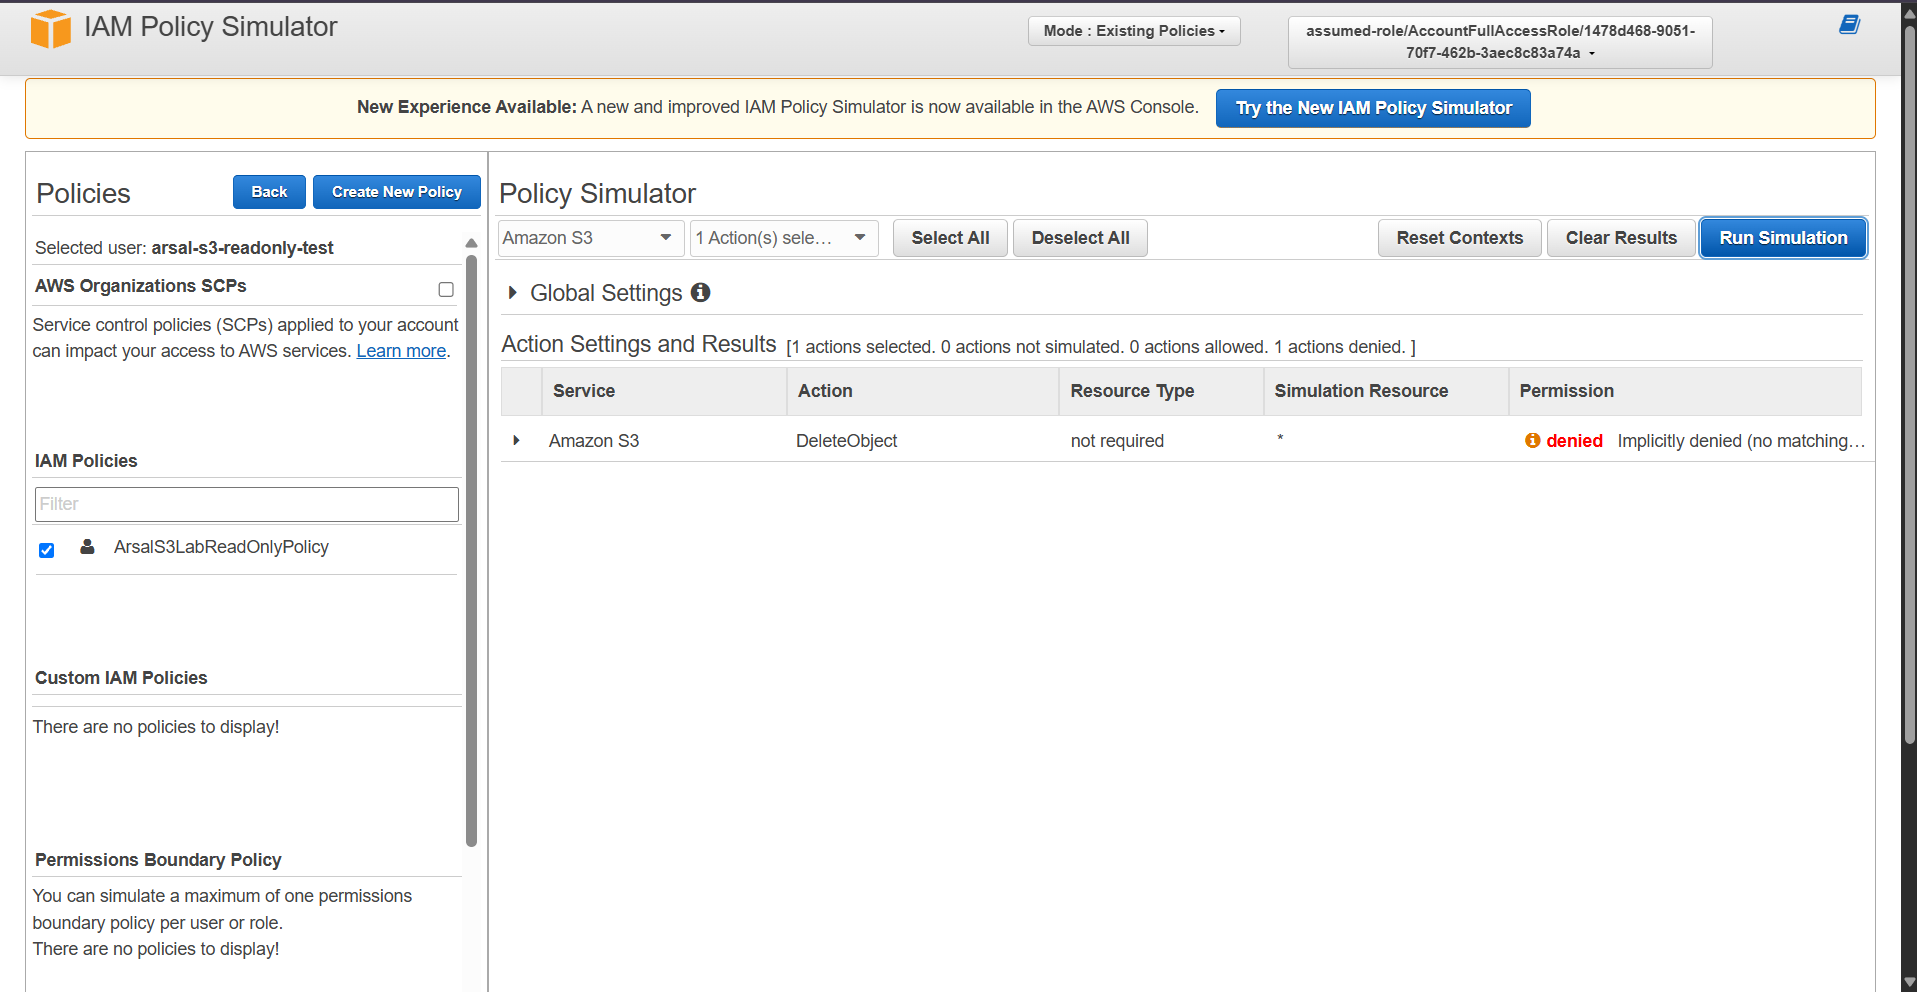 IAM Policy Simulator
Mode : Existing Policies
assumed-role/AccountFullAccessRole/1478d468-9051-
70f7-462b-3aec8c83a74a
New Experience Available: A new and improved IAM Policy Simulator is now available in the AWS Console.
Try the New IAM Policy Simulator
Policies
Back
Create New Policy
Selected user: arsal-s3-readonly-test
AWS Organizations SCPs
Service control policies (SCPs) applied to your account
can impact your access to AWS services. Learn more.
IAM Policies
Filter
ArsalS3LabReadOnlyPolicy
Custom IAM Policies
There are no policies to display!
Permissions Boundary Policy
You can simulate a maximum of one permissions
boundary policy per user or role.
There are no policies to display!
Policy Simulator
Amazon S3
1 Action(s) sele...
Select All
Deselect All
Reset Contexts
Clear Results
Run Simulation
Global Settings
Action Settings and Results [1 actions selected. 0 actions not simulated. 0 actions allowed. 1 actions denied. ]
Service Action Resource Type Simulation Resource Permission
Amazon S3 DeleteObject not required * denied Implicitly denied (no matching...